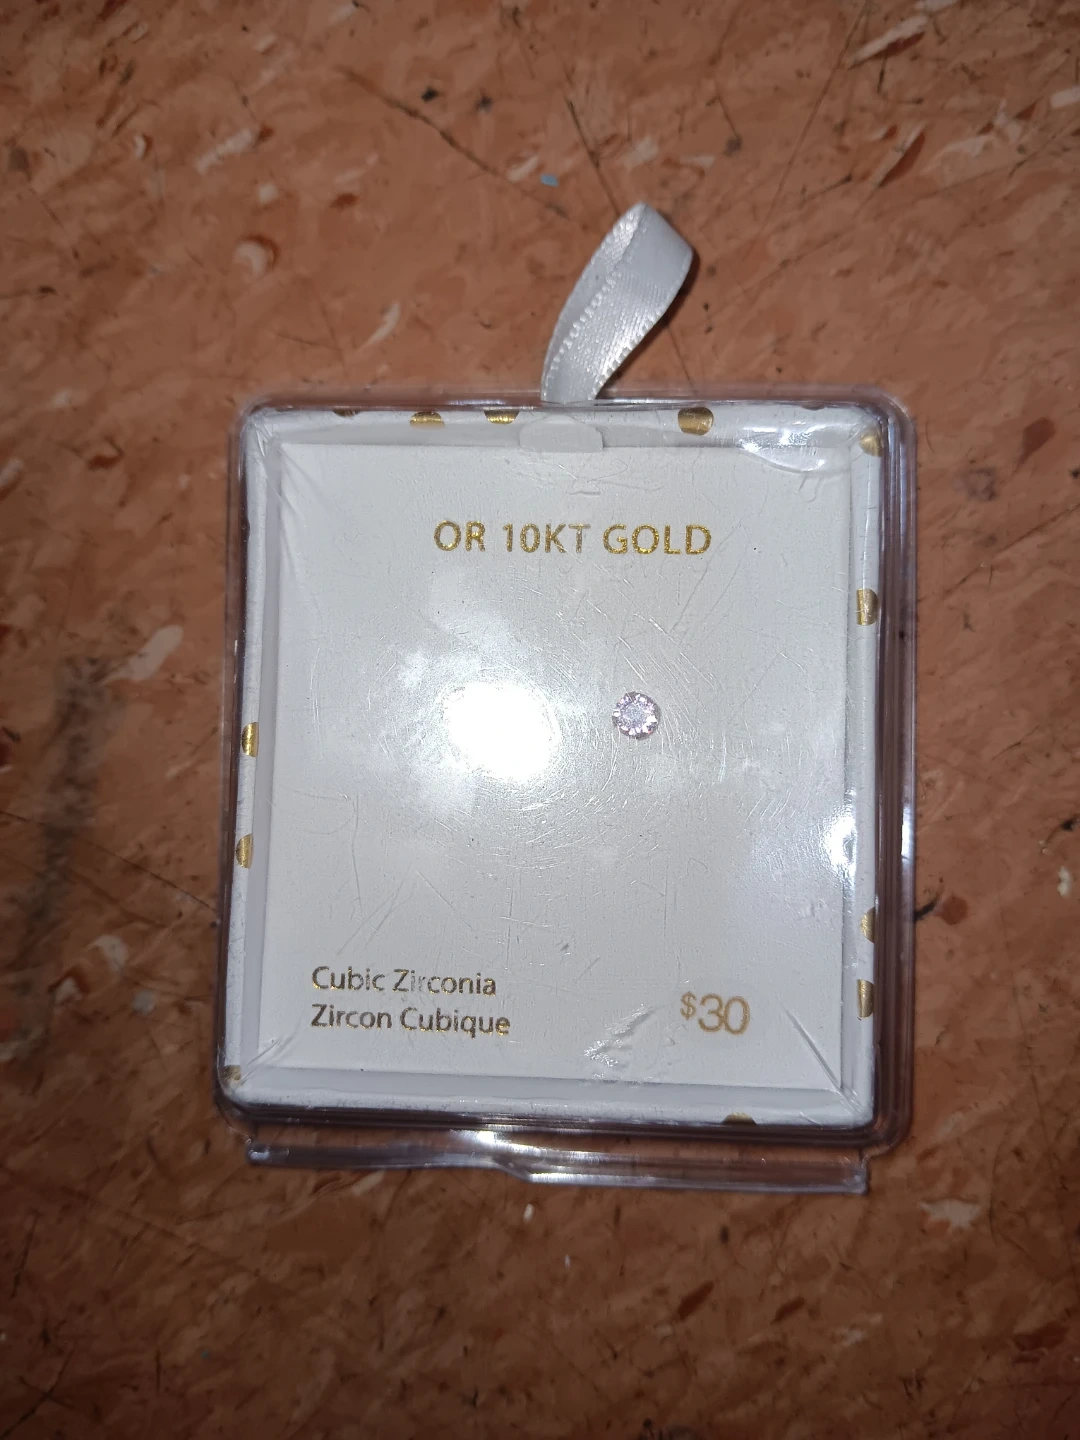 OR 10KT GOLD
Cubic Zirconia
Zircon Cubique
$30